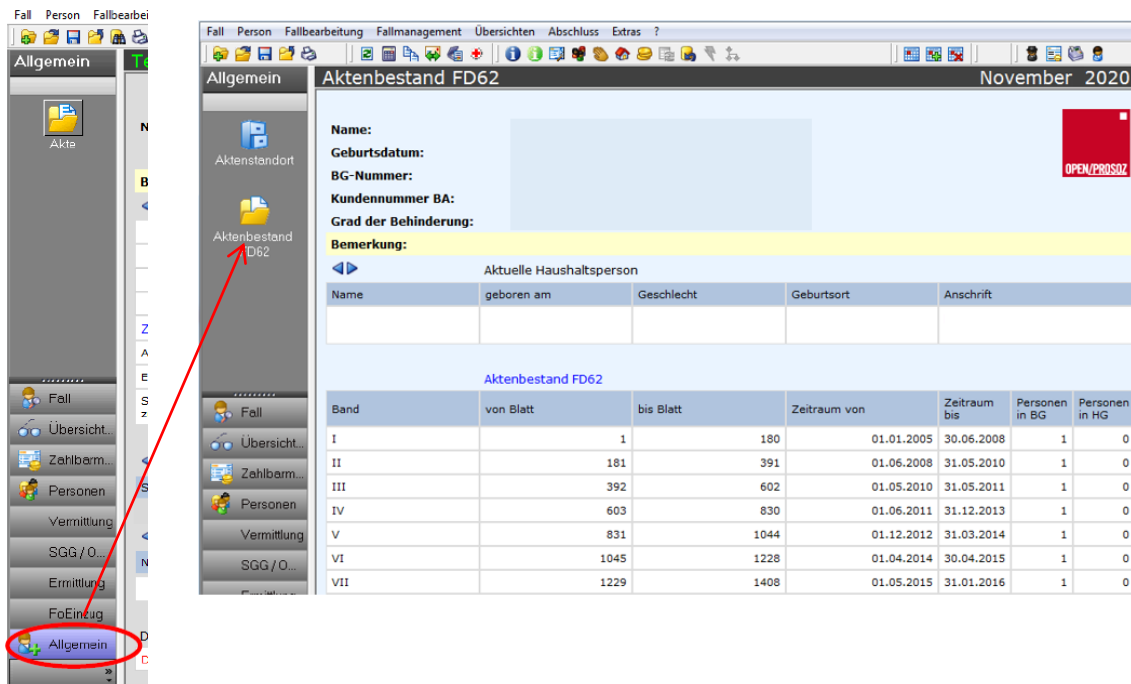 Fall Person Fallbearbei
Allgemein
Te
Akte
N
B
Z
A
E
S
z
Fall
Übersicht...
Zahlbarm...
S
Personen
Vermittlung
SGG / O...
N
Ermittlung
FoEinzug
Allgemein
D
D
Fall Person Fallbearbeitung Fallmanagement Übersichten Abschluss Extras ?
Allgemein
Aktenbestand FD62 November 2020
Aktenstandort
Aktenbestand
FD62
Name:
Geburtsdatum:
BG-Nummer:
Kundennummer BA:
Grad der Behinderung:
Bemerkung:
OPEN/PROSOZ
Aktuelle Haushaltsperson
Name geboren am Geschlecht Geburtsort Anschrift
Aktenbestand FD62
Band von Blatt bis Blatt Zeitraum von Zeitraum bis Personen in BG Personen in HG
I 1 180 01.01.2005 30.06.2008 1 0
II 181 391 01.06.2008 31.05.2010 1 0
III 392 602 01.05.2010 31.05.2011 1 0
IV 603 830 01.06.2011 31.12.2013 1 0
V 831 1044 01.12.2012 31.03.2014 1 0
VI 1045 1228 01.04.2014 30.04.2015 1 0
VII 1229 1408 01.05.2015 31.01.2016 1 0
Fall
Übersicht...
Zahlbarm...
Personen
Vermittlung
SGG / O...